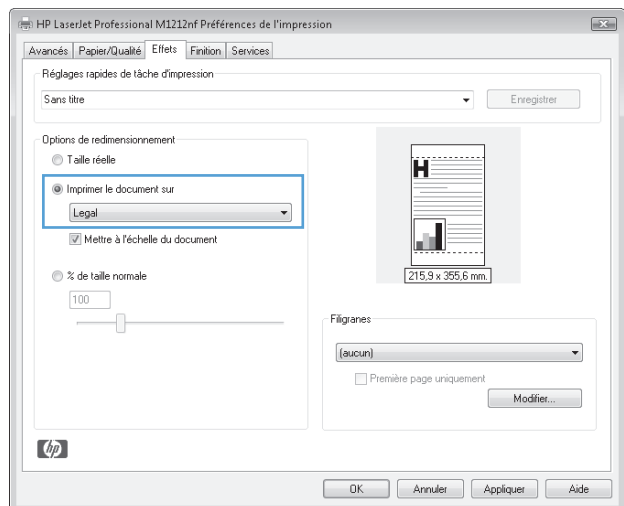 HP LaserJet Professional M1212nf Préférences de l'impression
Avancés Papier/Qualité Effets Finition Services
Réglages rapides de tâche d'impression
Sans titre
Enregistrer
Options de redimensionnement
Taille réelle
Imprimer le document sur
Legal
Mettre à l'échelle du document
% de taille normale
100
H
215,9 x 355,6 mm.
Filigranes
(aucun)
Première page uniquement
Modifier...
hp
OK Annuler Appliquer Aide